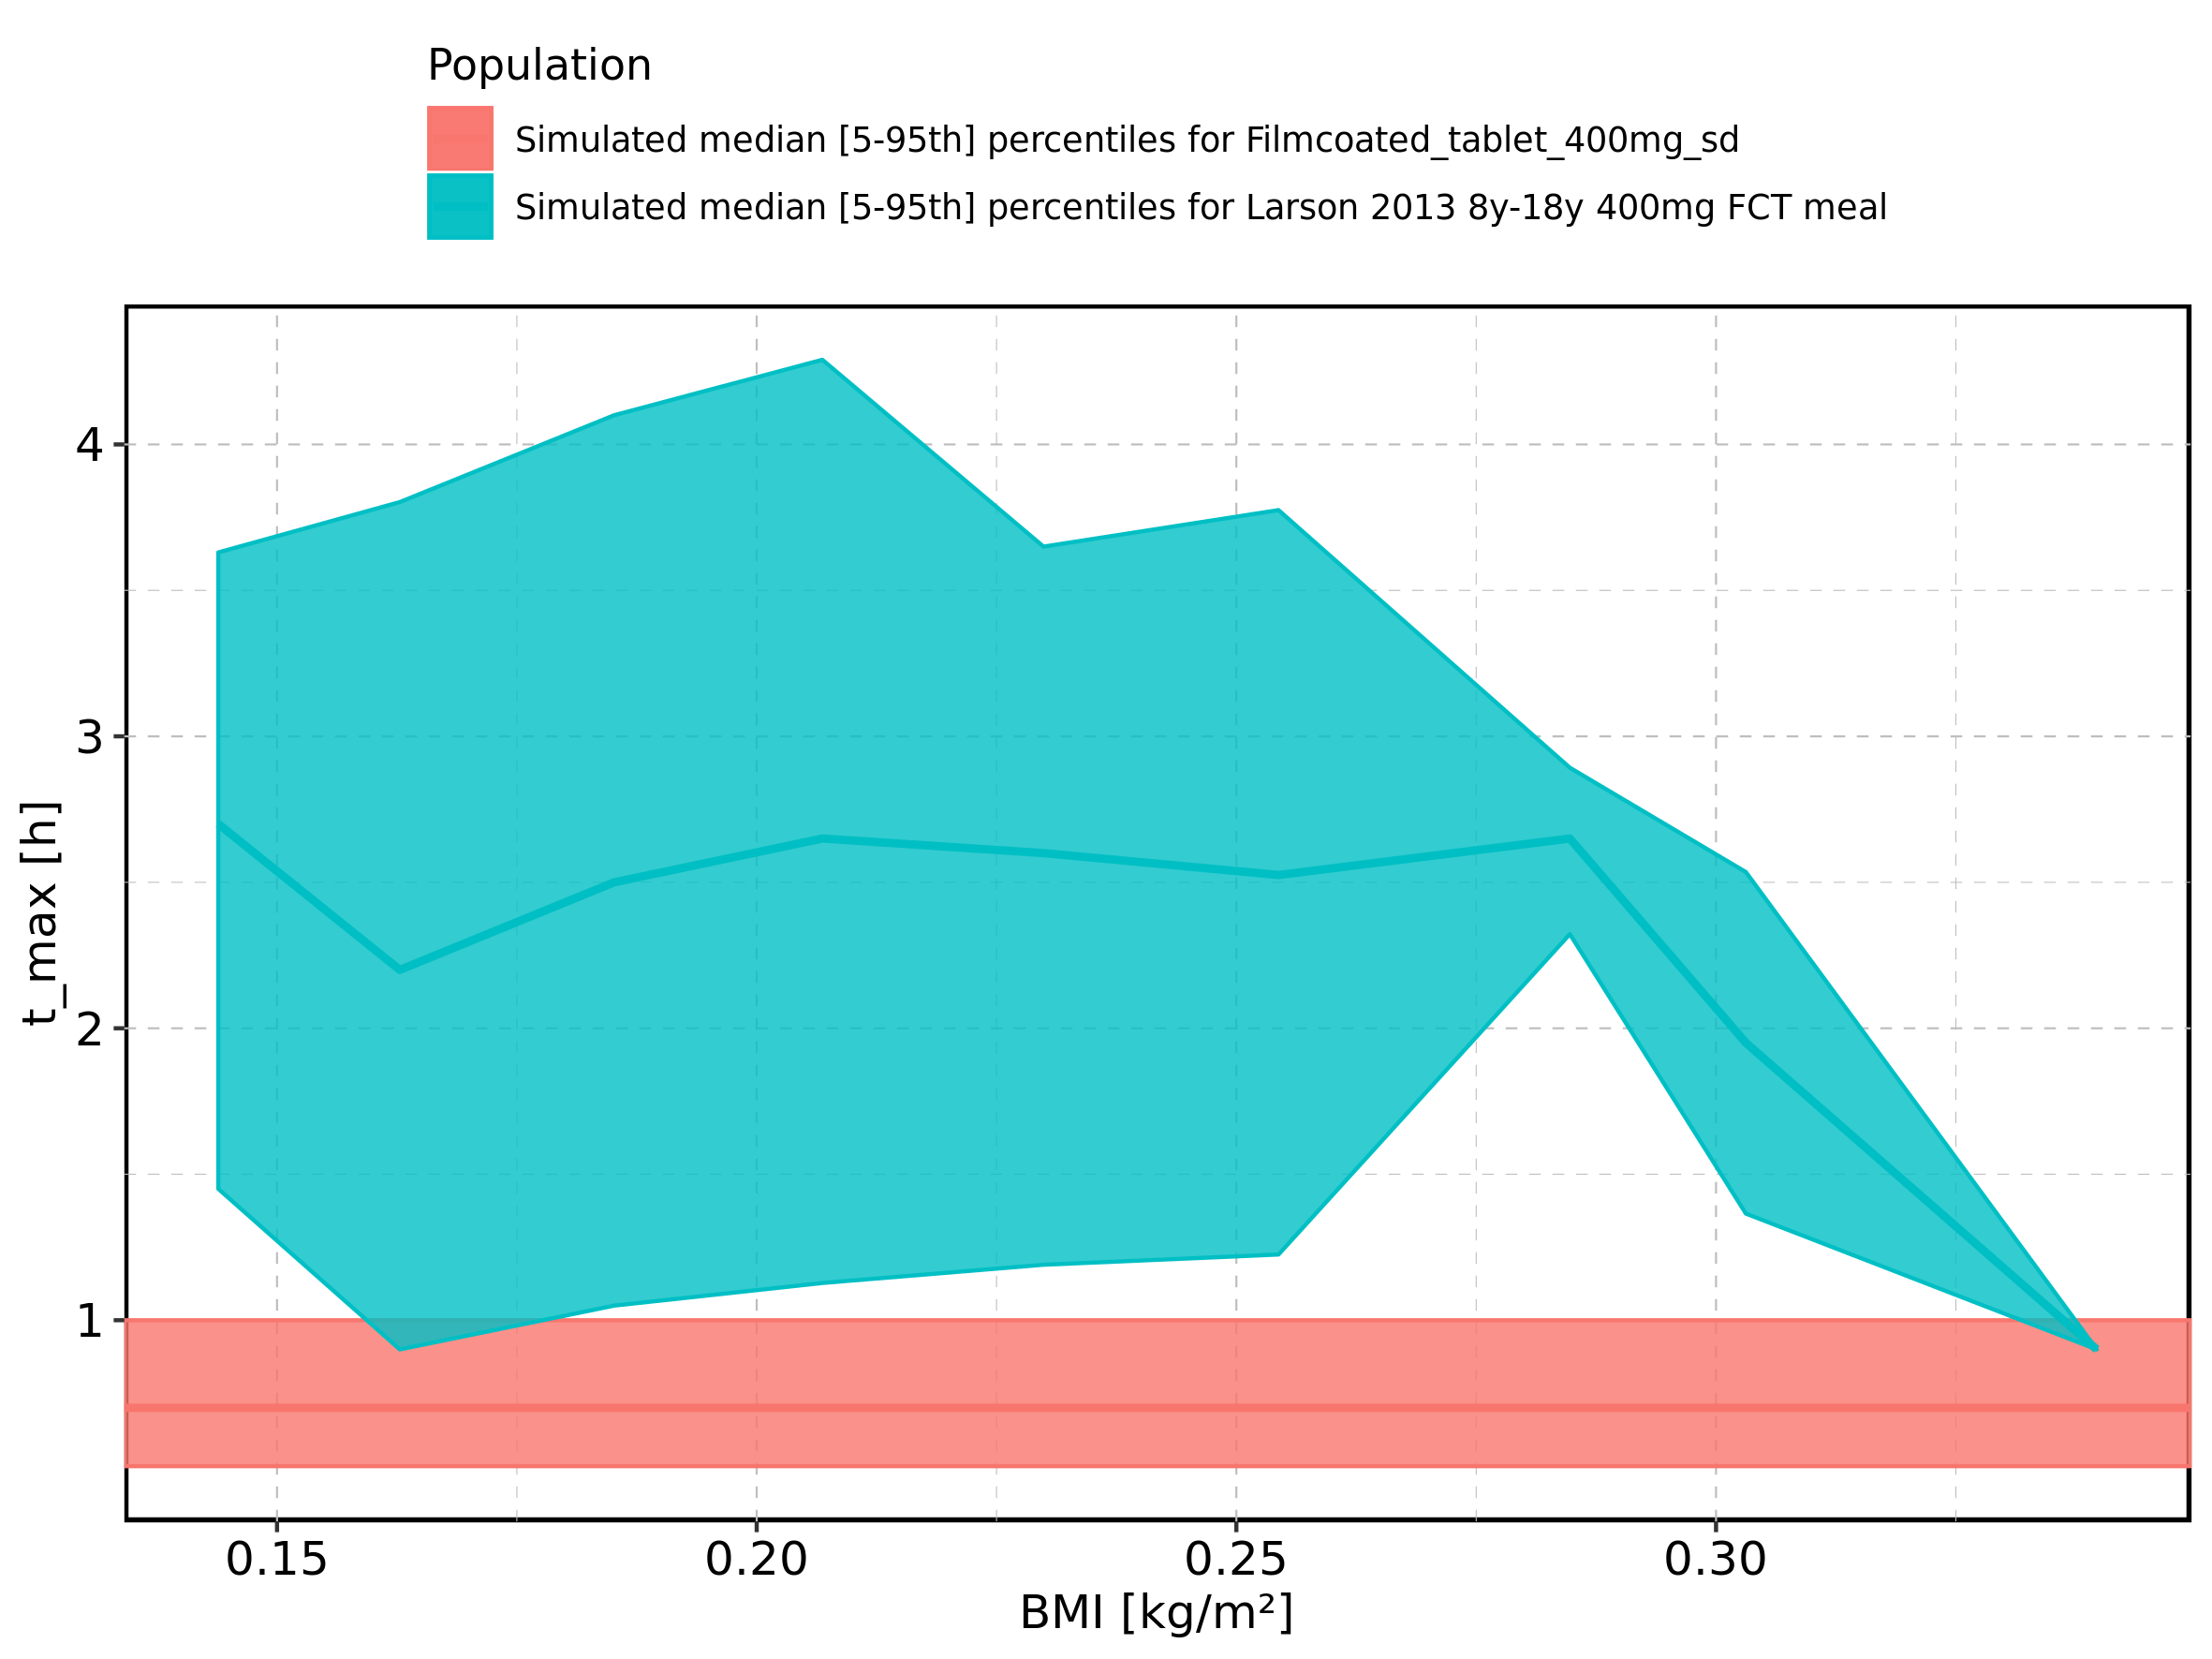 Population
Simulated median [5-95th] percentiles for Filmcoated_tablet_400mg_sd
Simulated median [5-95th] percentiles for Larson 2013 8y-18y 400mg FCT meal
4
3
2
1
t_max [h]
0.15 0.20 0.25 0.30
BMI [kg/m²]